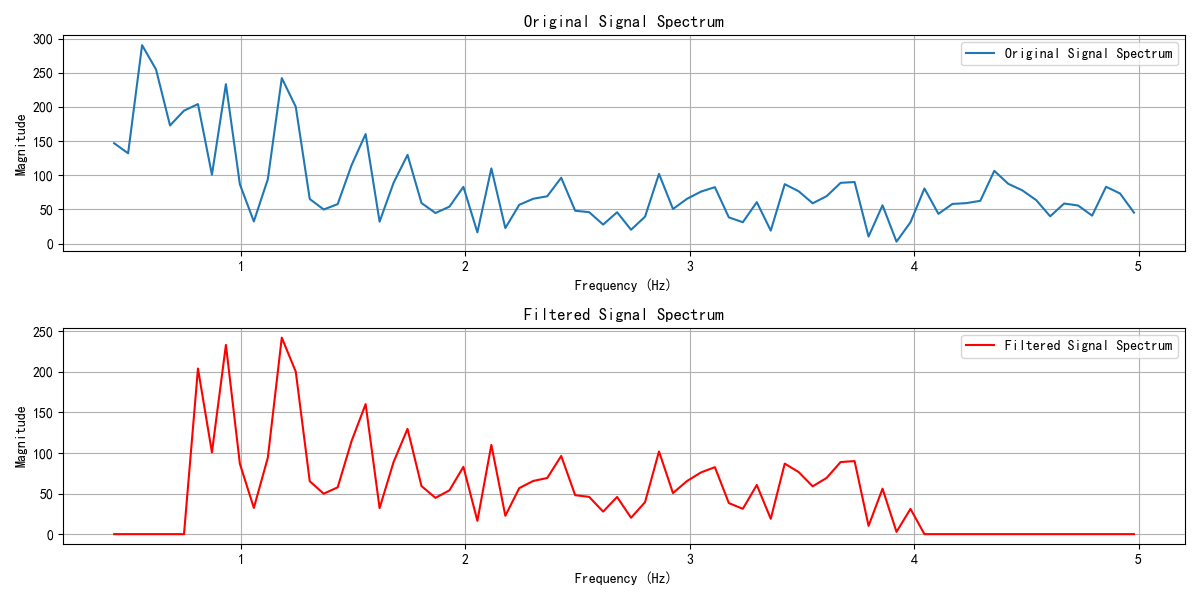 Original Signal Spectrum
300
250
200
150
100
50
0
Magnitude
Original Signal Spectrum
1 2 3 4 5
Frequency (Hz)
Filtered Signal Spectrum
250
200
150
100
50
0
Magnitude
Filtered Signal Spectrum
1 2 3 4 5
Frequency (Hz)